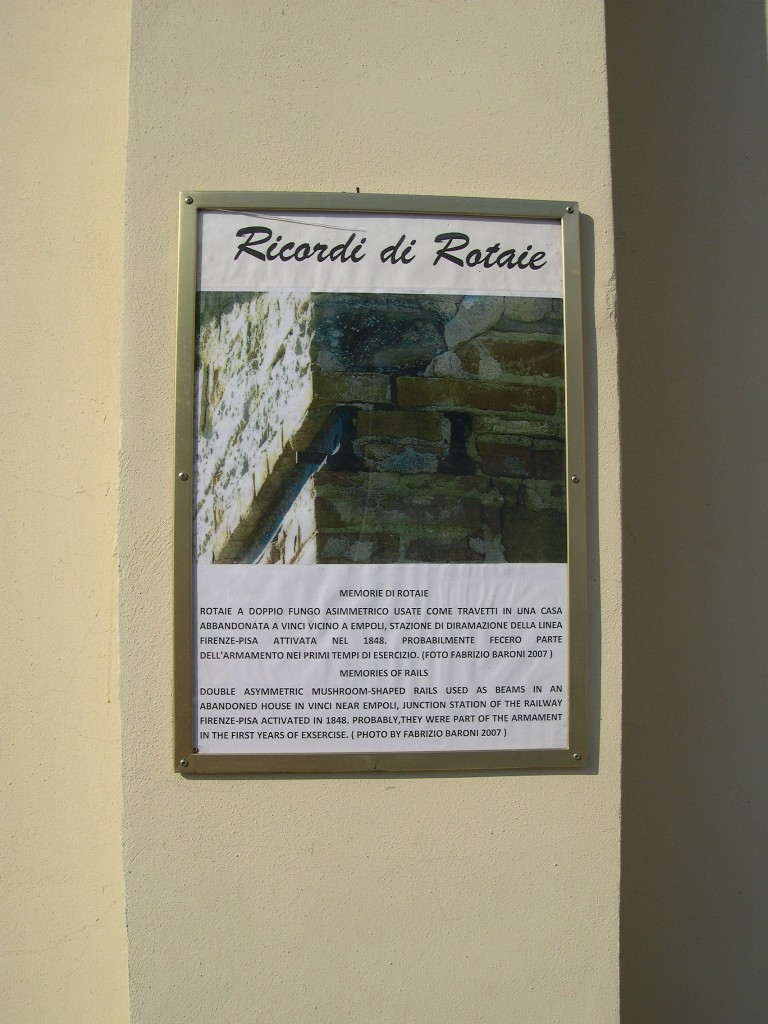 Ricordi di Rotaie
MEMORIE DI ROTAIE
ROTAIE A DOPPIO FUNGO ASIMMETRICO USATE COME TRAVETTI IN UNA CASA
ABBANDONATA A VINCI VICINO A EMPOLI, STAZIONE DI DIRAMAZIONE DELLA LINEA
FIRENZE-PISA ATTIVATA NEL 1848. PROBABILMENTE FECERO PARTE
DELL'ARMAMENTO NEI PRIMI TEMPI DI ESERCIZIO. (FOTO FABRIZIO BARONI 2007 )
MEMORIES OF RAILS
DOUBLE ASYMMETRIC MUSHROOM-SHAPED RAILS USED AS BEAMS IN AN
ABANDONED HOUSE IN VINCI NEAR EMPOLI, JUNCTION STATION OF THE RAILWAY
FIRENZE-PISA ACTIVATED IN 1848. PROBABLY,THEY WERE PART OF THE ARMAMENT
IN THE FIRST YEARS OF EXSERCISE. ( PHOTO BY FABRIZIO BARONI 2007 )